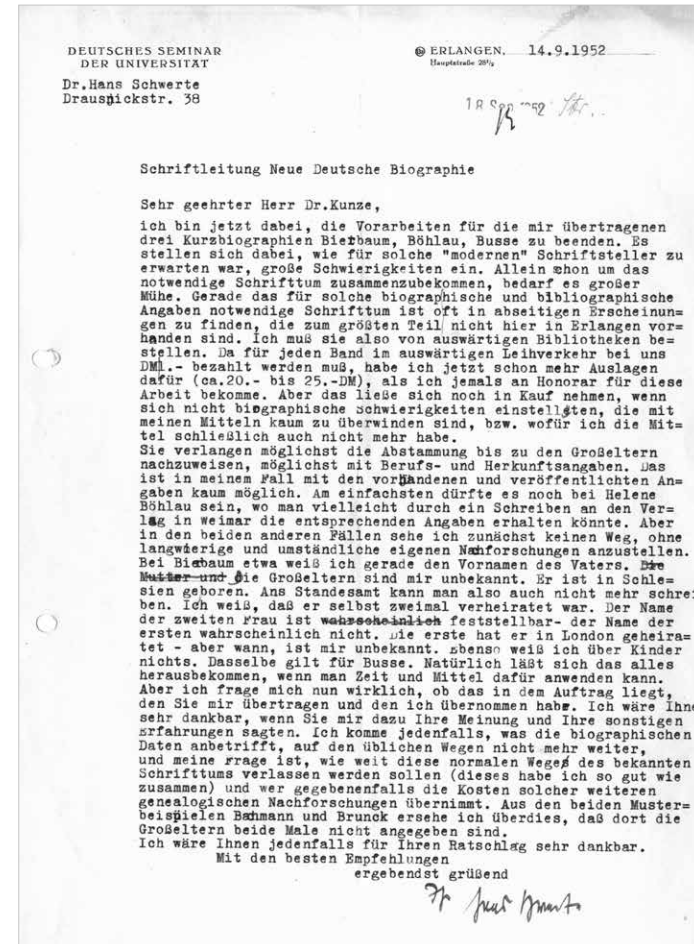 DEUTSCHES SEMINAR
DER UNIVERSITÄT
ERLANGEN, 14.9.1952
Hauptstraße 28½
Dr.Hans Schwerte
Drauspickstr. 38
Schriftleitung Neue Deutsche Biographie
Sehr geehrter Herr Dr.Kunze,
ich bin jetzt dabei, die Vorarbeiten für die mir übertragenen
drei Kurzbiographien Bierbaum, Böhlau, Busse zu beenden. Es
stellen sich dabei, wie für solche "modernen" Schriftsteller zu
erwarten war, große Schwierigkeiten ein. Allein schon um das
notwendige Schrifttum zusammenzubekommen, bedarf es großer
Mühe. Gerade das für solche biographische und bibliographische
Angaben notwendige Schrifttum ist oft in abseitigen Erscheinun=
gen zu finden, die zum größten Teil nicht hier in Erlangen vor=
handen sind. Ich muß sie also von auswärtigen Bibliotheken be=
stellen. Da für jeden Band im auswärtigen Leihverkehr bei uns
DM1.- bezahlt werden muß, habe ich jetzt schon mehr Auslagen
dafür (ca.20.- bis 25.-DM), als ich jemals an Honorar für diese
Arbeit bekomme. Aber das ließe sich noch in Kauf nehmen, wenn
sich nicht biographische Schwierigkeiten einstellten, die mit
meinen Mitteln kaum zu überwinden sind, bzw. wofür ich die Mit=
tel schließlich auch nicht mehr habe.
Sie verlangen möglichst die Abstammung bis zu den Großeltern
nachzuweisen, möglichst mit Berufs- und Herkunftsangaben. Das
ist in meinem Fall mit den vorhandenen und veröffentlichten An=
gaben kaum möglich. Am einfachsten dürfte es noch bei Helene
Böhlau sein, wo man vielleicht durch ein Schreiben an den Ver=
lag in Weimar die entsprechenden Angaben erhalten könnte. Aber
in den beiden anderen Fällen sehe ich zunächst keinen Weg, ohne
langwierige und umständliche eigenen Nachforschungen anzustellen.
Bei Bierbaum etwa weiß ich gerade den Vornamen des Vaters. Die
Mutter und die Großeltern sind mir unbekannt. Er ist in Schle=
sien geboren. Ans Standesamt kann man also auch nicht mehr schrei
ben. Ich weiß, daß er selbst zweimal verheiratet war. Der Name
der zweiten Frau ist wahrscheinlich feststellbar- der Name der
ersten wahrscheinlich nicht. Die erste hat er in London geheira=
tet - aber wann, ist mir unbekannt. Ebenso weiß ich über Kinder
nichts. Dasselbe gilt für Busse. Natürlich läßt sich das alles
herausbekommen, wenn man Zeit und Mittel dafür anwenden kann.
Aber ich frage mich nun wirklich, ob das in dem Auftrag liegt,
den Sie mir übertragen und den ich übernommen habe. Ich wäre Ihne
sehr dankbar, wenn Sie mir dazu Ihre Meinung und Ihre sonstigen
Erfahrungen sagten. Ich komme jedenfalls, was die biographischen
Daten anbetrifft, auf den üblichen Wegen nicht mehr weiter,
und meine Frage ist, wie weit diese normalen Wege des bekannten
Schrifttums verlassen werden sollen (dieses habe ich so gut wie
zusammen) und wer gegebenenfalls die Kosten solcher weiteren
genealogischen Nachforschungen übernimmt. Aus den beiden Muster=
beispielen Bahmann und Brunck ersehe ich überdies, daß dort die
Großeltern beide Male nicht angegeben sind.
Ich wäre Ihnen jedenfalls für Ihren Ratschlag sehr dankbar.
Mit den besten Empfehlungen
ergebendst grüßend